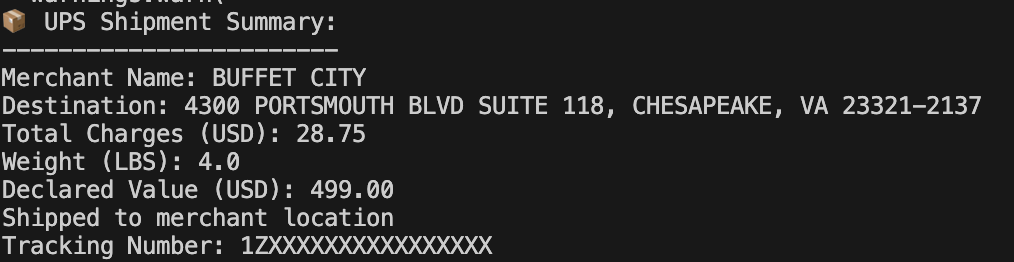 📦 UPS Shipment Summary:
------------------------
Merchant Name: BUFFET CITY
Destination: 4300 PORTSMOUTH BLVD SUITE 118, CHESAPEAKE, VA 23321-2137
Total Charges (USD): 28.75
Weight (LBS): 4.0
Declared Value (USD): 499.00
Shipped to merchant location
Tracking Number: 1ZXXXXXXXXXXXXXXXX